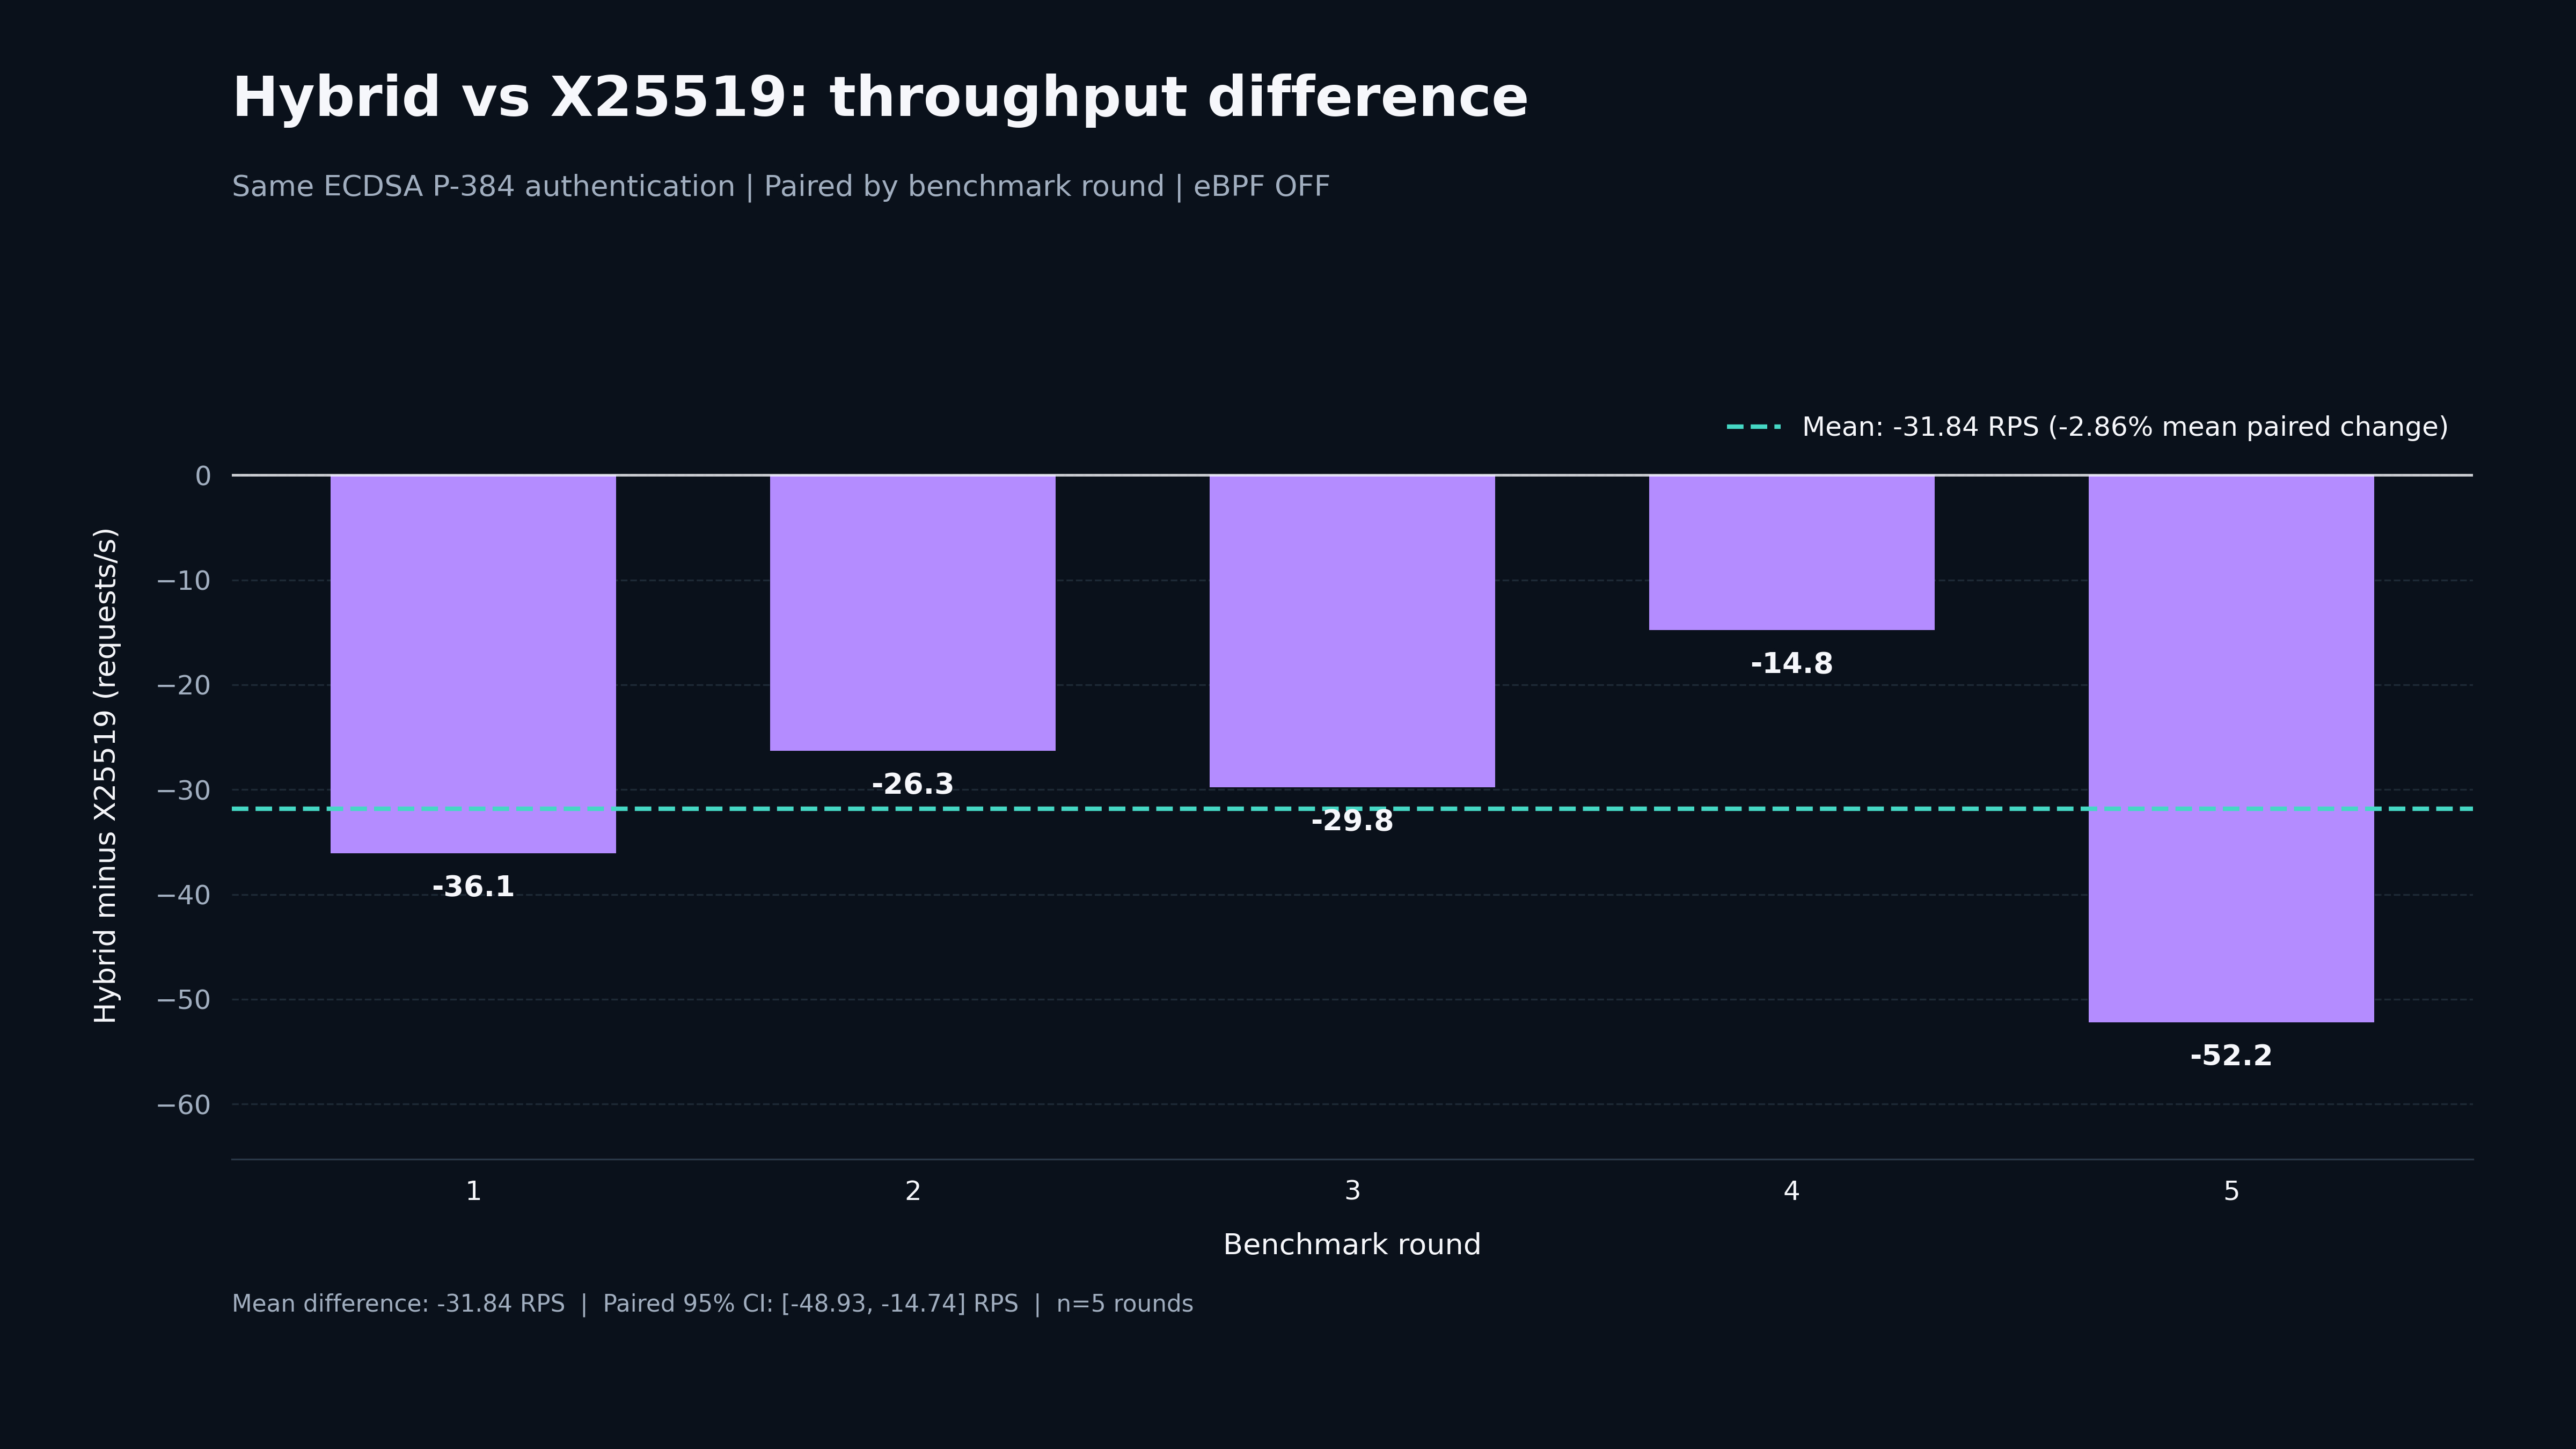 Hybrid vs X25519: throughput difference
Same ECDSA P-384 authentication | Paired by benchmark round | eBPF OFF
Mean: -31.84 RPS (-2.86% mean paired change)
Hybrid minus X25519 (requests/s)
0
−10
−20
−30
−40
−50
−60
-36.1
-26.3
-29.8
-14.8
-52.2
1 2 3 4 5
Benchmark round
Mean difference: -31.84 RPS | Paired 95% CI: [-48.93, -14.74] RPS | n=5 rounds